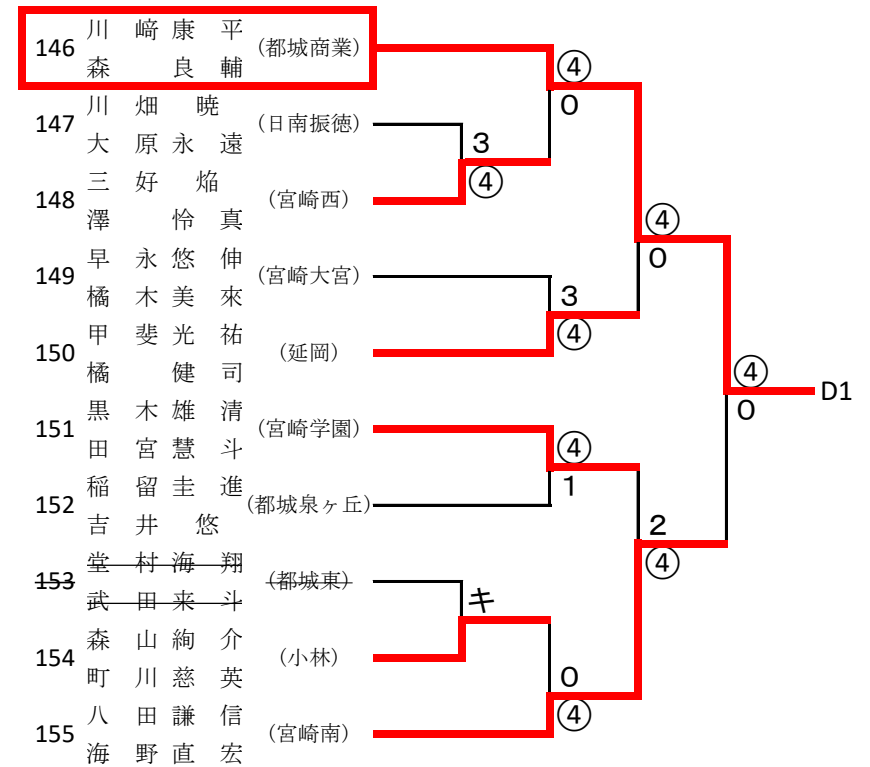 146 川﨑康平 (都城商業)
森良輔
④
0
147 川畑暁 (日南振徳)
大原永遠
3
④
148 三好焔 (宮崎西)
澤怜真
④
0
149 早永悠伸 (宮崎大宮)
橘木美來
3
④
150 甲斐光祐 (延岡)
橘健司
④
0
D1
151 黒木雄清 (宮崎学園)
田宮慧斗
④
1
152 稲留圭進 (都城泉ヶ丘)
吉井悠
2
④
153 堂村海翔 (都城東)
武田来斗
キ
154 森山絢介 (小林)
町川慈英
0
④
155 八田謙信 (宮崎南)
海野直宏